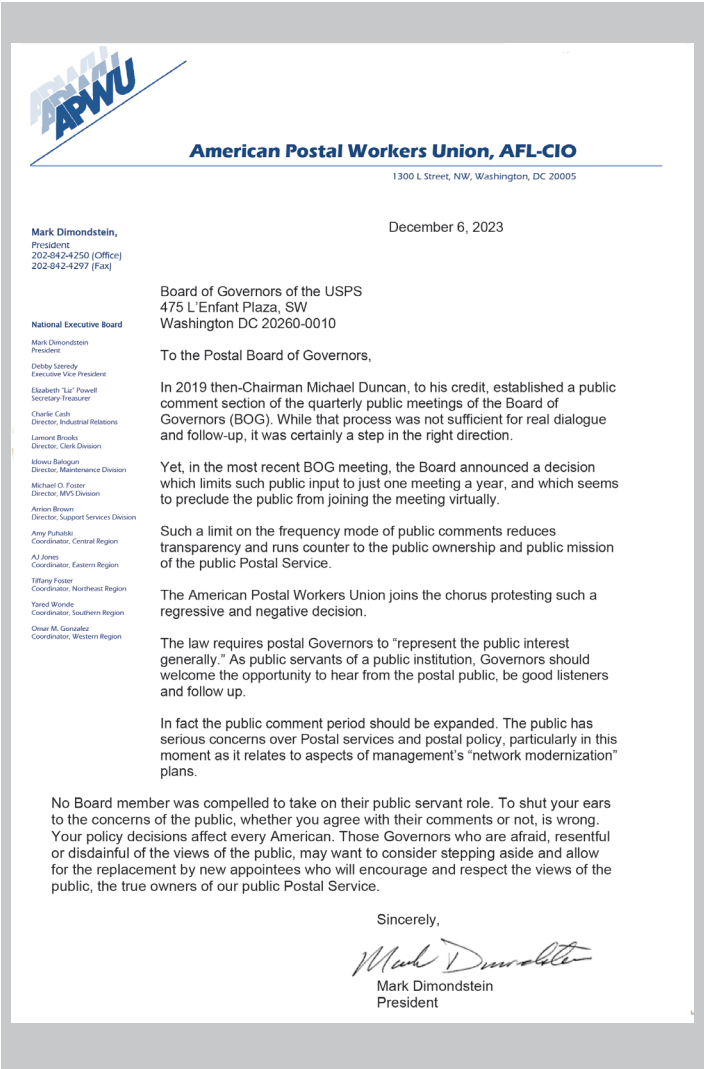 APWU
American Postal Workers Union, AFL-CIO
1300 L Street, NW, Washington, DC 20005
Mark Dimondstein,
President
202-842-4250 (Office)
202-842-4297 (Fax)
National Executive Board
Mark Dimondstein
President
Debby Szeredy
Executive Vice President
Elizabeth "Liz" Powell
Secretary-Treasurer
Charlie Cash
Director, Industrial Relations
Lamont Brooks
Director, Clerk Division
Idowu Balogun
Director, Maintenance Division
Michael O. Foster
Director, MVS Division
Arrion Brown
Director, Support Services Division
Amy Puhalski
Coordinator, Central Region
AJ Jones
Coordinator, Eastern Region
Tiffany Foster
Coordinator, Northeast Region
Yared Wonde
Coordinator, Southern Region
Omar M. Gonzalez
Coordinator, Western Region
December 6, 2023
Board of Governors of the USPS
475 L'Enfant Plaza, SW
Washington DC 20260-0010
To the Postal Board of Governors,
In 2019 then-Chairman Michael Duncan, to his credit, established a public
comment section of the quarterly public meetings of the Board of
Governors (BOG). While that process was not sufficient for real dialogue
and follow-up, it was certainly a step in the right direction.
Yet, in the most recent BOG meeting, the Board announced a decision
which limits such public input to just one meeting a year, and which seems
to preclude the public from joining the meeting virtually.
Such a limit on the frequency mode of public comments reduces
transparency and runs counter to the public ownership and public mission
of the public Postal Service.
The American Postal Workers Union joins the chorus protesting such a
regressive and negative decision.
The law requires postal Governors to "represent the public interest
generally." As public servants of a public institution, Governors should
welcome the opportunity to hear from the postal public, be good listeners
and follow up.
In fact the public comment period should be expanded. The public has
serious concerns over Postal services and postal policy, particularly in this
moment as it relates to aspects of management's "network modernization"
plans.
No Board member was compelled to take on their public servant role. To shut your ears
to the concerns of the public, whether you agree with their comments or not, is wrong.
Your policy decisions affect every American. Those Governors who are afraid, resentful
or disdainful of the views of the public, may want to consider stepping aside and allow
for the replacement by new appointees who will encourage and respect the views of the
public, the true owners of our public Postal Service.
Sincerely,
Mark Dimondstein
Mark Dimondstein
President